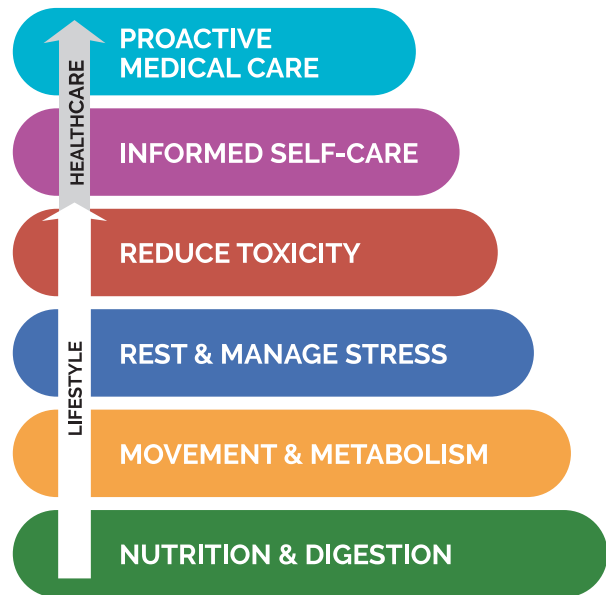 PROACTIVE
MEDICAL CARE
HEALTHCARE
INFORMED SELF-CARE
REDUCE TOXICITY
LIFESTYLE
REST & MANAGE STRESS
MOVEMENT & METABOLISM
NUTRITION & DIGESTION